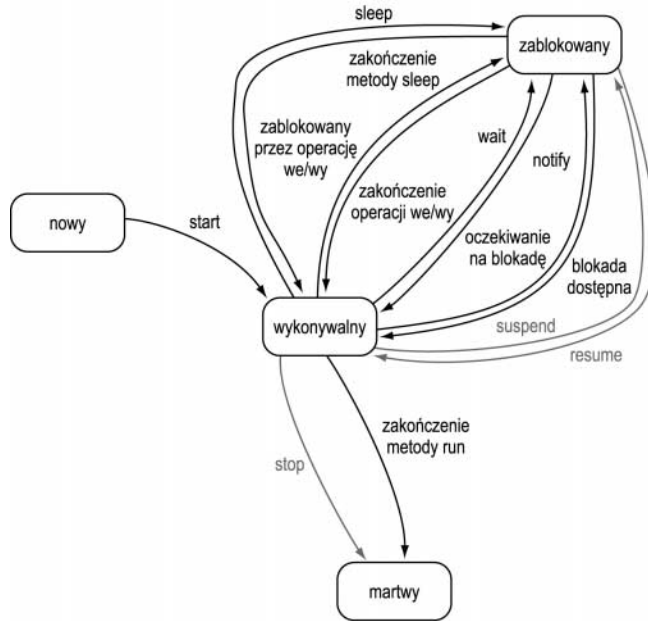 sleep
zablokowany
zakończenie
metody sleep
zablokowany
przez operację
we/wy
wait
notify
nowy
start
zakończenie
operacji we/wy
oczekiwanie
na blokadę
blokada
dostępna
wykonywalny
suspend
resume
stop
zakończenie
metody run
martwy